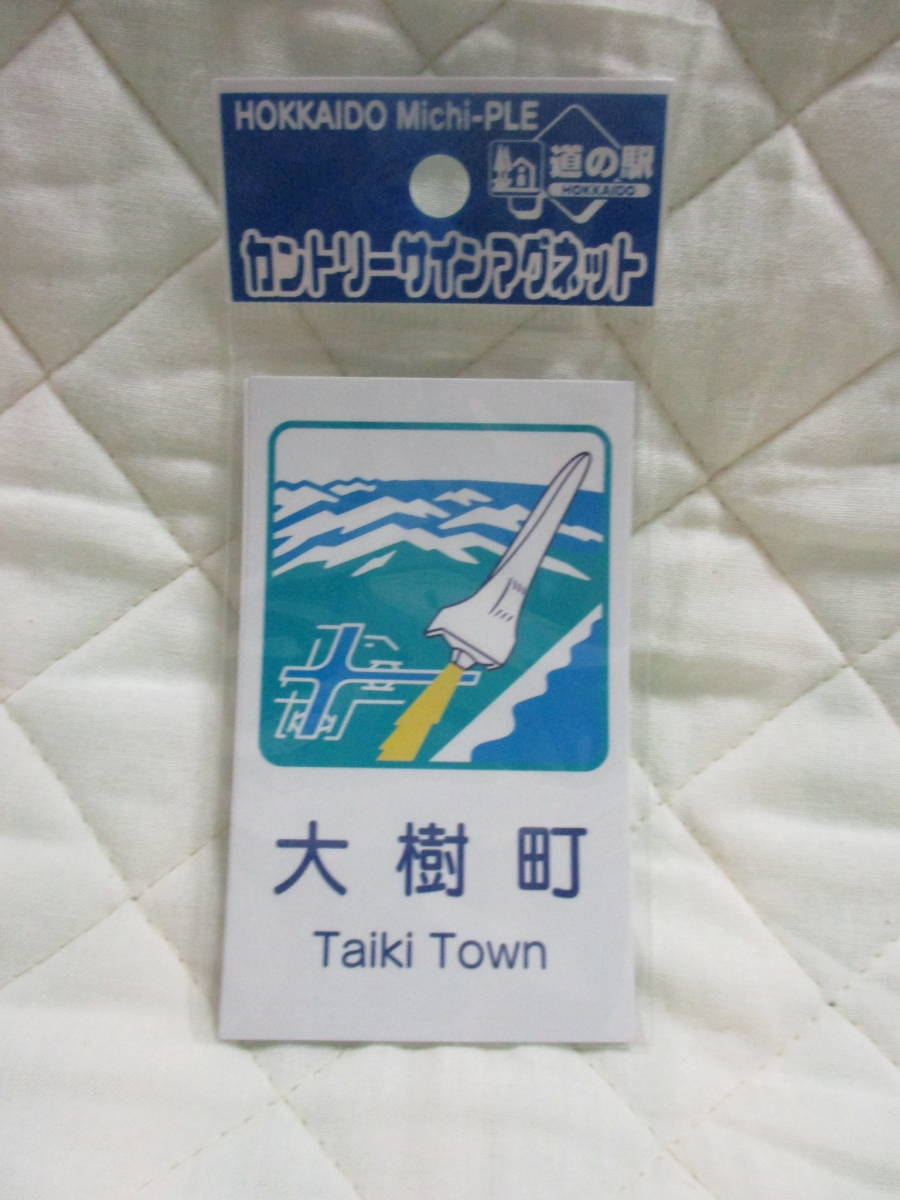 HOKKAIDO Michi-PLE
道の駅
HOKKAIDO
カントリーサインマグネット
大樹町
Taiki Town